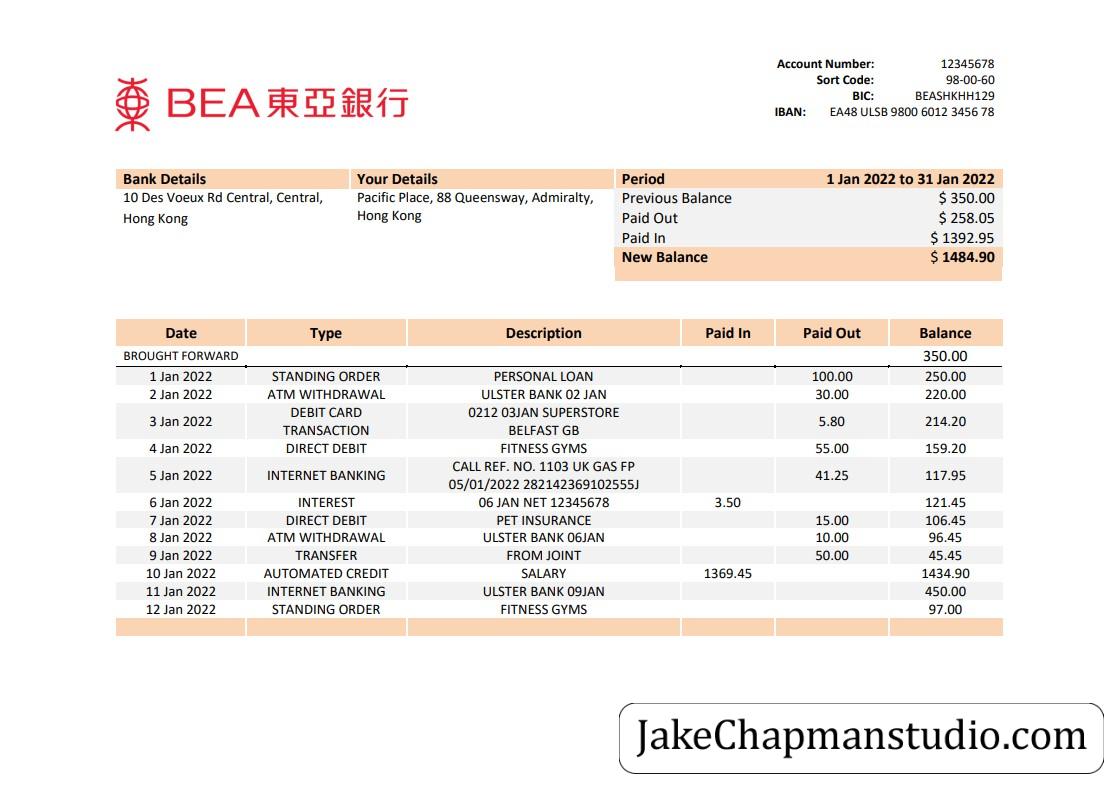 Account Number: 12345678
Sort Code: 98-00-60
BIC: BEASHKHH129
IBAN: EA48 ULSB 9800 6012 3456 78
BEA東亞銀行
Bank Details Your Details Period 1 Jan 2022 to 31 Jan 2022
10 Des Voeux Rd Central, Central, Pacific Place, 88 Queensway, Admiralty, Previous Balance $ 350.00
Hong Kong Hong Kong Paid Out $ 258.05
Paid In $ 1392.95
New Balance $ 1484.90
Date Type Description Paid In Paid Out Balance
BROUGHT FORWARD 350.00
1 Jan 2022 STANDING ORDER PERSONAL LOAN 100.00 250.00
2 Jan 2022 ATM WITHDRAWAL ULSTER BANK 02 JAN 30.00 220.00
3 Jan 2022 DEBIT CARD 0212 03JAN SUPERSTORE 5.80 214.20
TRANSACTION BELFAST GB
4 Jan 2022 DIRECT DEBIT FITNESS GYMS 55.00 159.20
5 Jan 2022 INTERNET BANKING CALL REF. NO. 1103 UK GAS FP 41.25 117.95
05/01/2022 282142369102555J
6 Jan 2022 INTEREST 06 JAN NET 12345678 3.50 121.45
7 Jan 2022 DIRECT DEBIT PET INSURANCE 15.00 106.45
8 Jan 2022 ATM WITHDRAWAL ULSTER BANK 06JAN 10.00 96.45
9 Jan 2022 TRANSFER FROM JOINT 50.00 45.45
10 Jan 2022 AUTOMATED CREDIT SALARY 1369.45 1434.90
11 Jan 2022 INTERNET BANKING ULSTER BANK 09JAN 450.00
12 Jan 2022 STANDING ORDER FITNESS GYMS 97.00
JakeChapmanstudio.com